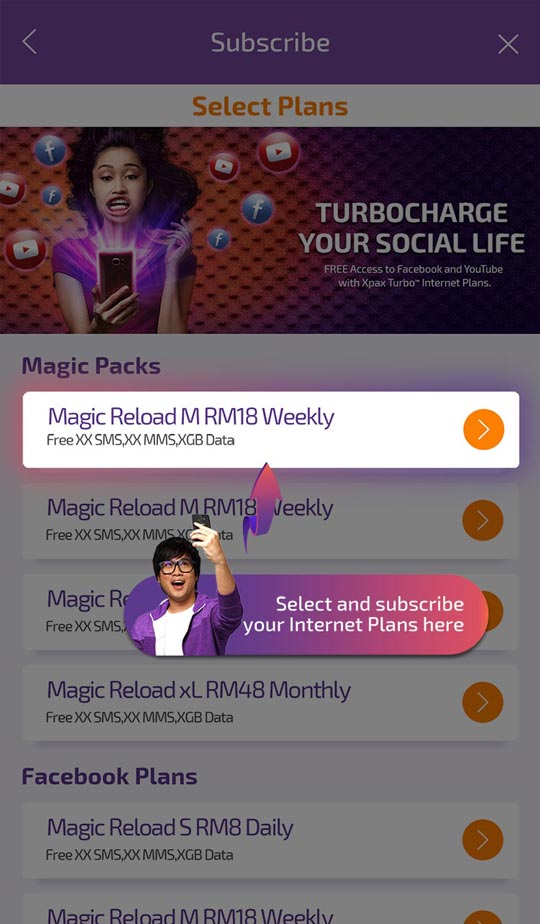 Subscribe
Select Plans
TURBOCHARGE
YOUR SOCIAL LIFE
FREE Access to Facebook and YouTube
with Xpax Turbo™ Internet Plans.
Magic Packs
Magic Reload M RM18 Weekly
Free XX SMS,XX MMS,XGB Data
Magic Reload M RM18 Weekly
Free XX SMS,XX MMS,XGB Data
Magic
Free XX SMS,
Select and subscribe
your Internet Plans here
Magic Reload xL RM48 Monthly
Free XX SMS,XX MMS,XGB Data
Facebook Plans
Magic Reload S RM8 Daily
Free XX SMS,XX MMS,XGB Data
Magic Reload M RM18 Weekly